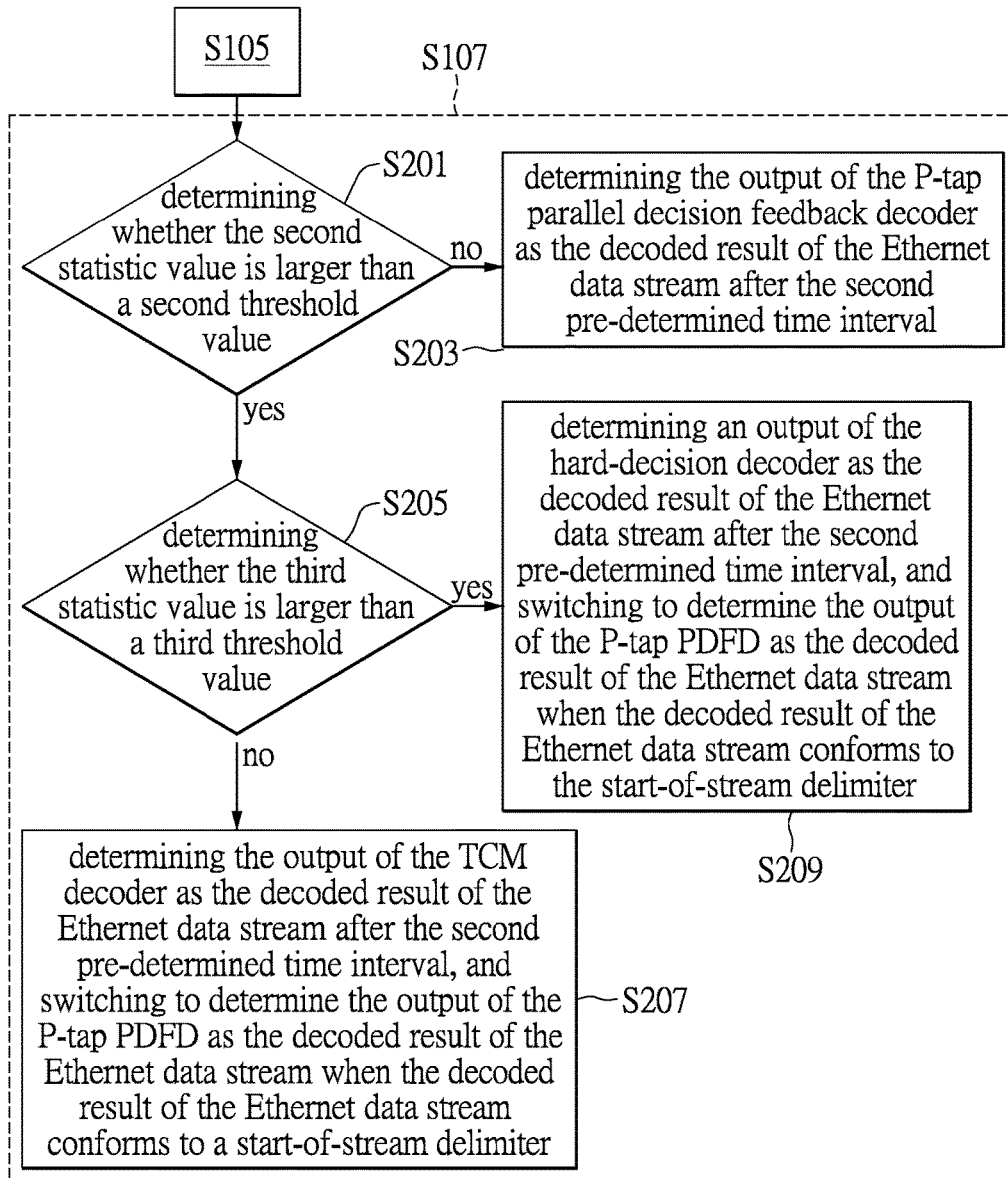 S105
S107
S201
determining
whether the second
statistic value is larger than
a second threshold
value
no
determining the output of the P-tap
parallel decision feedback decoder
as the decoded result of the Ethernet
data stream after the second
pre-determined time interval
S203
yes
S205
determining
whether the third
statistic value is larger than
a third threshold
value
yes
determining an output of the
hard-decision decoder as the
decoded result of the Ethernet
data stream after the second
pre-determined time interval, and
switching to determine the output
of the P-tap PDFD as the decoded
result of the Ethernet data stream
when the decoded result of the
Ethernet data stream conforms to
the start-of-stream delimiter
S209
no
determining the output of the TCM
decoder as the decoded result of the
Ethernet data stream after the second
pre-determined time interval, and
switching to determine the output of the
P-tap PDFD as the decoded result of the
Ethernet data stream when the decoded
result of the Ethernet data stream
conforms to a start-of-stream delimiter
S207